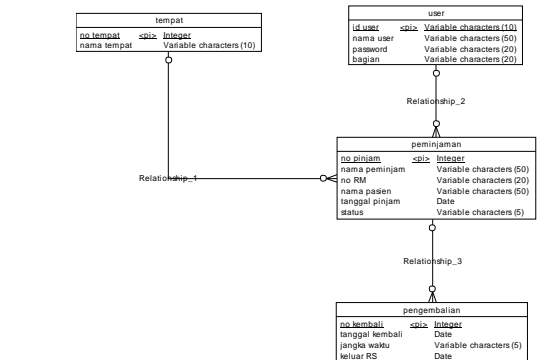 tempat
no tempat <pi> Integer
nama tempat Variable characters (10)
user
id user <pi> Variable characters (10)
nama user Variable characters (50)
password Variable characters (20)
bagian Variable characters (20)
Relationship_2
peminjaman
no pinjam <pi> Integer
nama peminjam Variable characters (50)
no RM Variable characters (20)
nama pasien Variable characters (50)
tanggal pinjam Date
status Variable characters (5)
Relationship_1
Relationship_3
pengembalian
no kembali <pi> Integer
tanggal kembali Date
jangka waktu Variable characters (5)
keluar RS Date